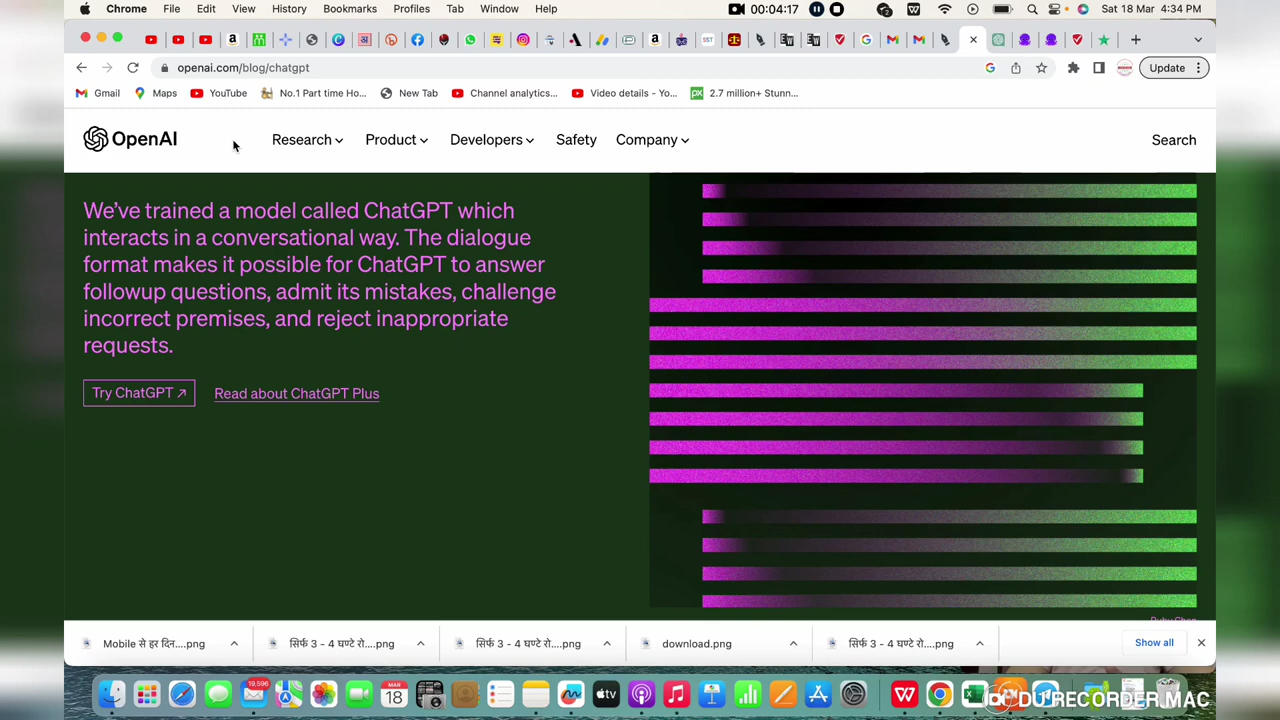 Chrome File Edit View History Bookmarks Profiles Tab Window Help 00:04:17 Sat 18 Mar 4:34 PM
openai.com/blog/chatgpt Update
Gmail Maps YouTube No.1 Part time Ho... New Tab Channel analytics... Video details - Yo... 2.7 million+ Stunn...
OpenAI Research Product Developers Safety Company Search
We've trained a model called ChatGPT which
interacts in a conversational way. The dialogue
format makes it possible for ChatGPT to answer
followup questions, admit its mistakes, challenge
incorrect premises, and reject inappropriate
requests.
Try ChatGPT ↗ Read about ChatGPT Plus
Mobile से हर दिन....png सिर्फ 3 - 4 घण्टे रो....png सिर्फ 3 - 4 घण्टे रो....png download.png सिर्फ 3 - 4 घण्टे रो....png Show all
19,596 MAR
18 tv
DU RECORDER MAC